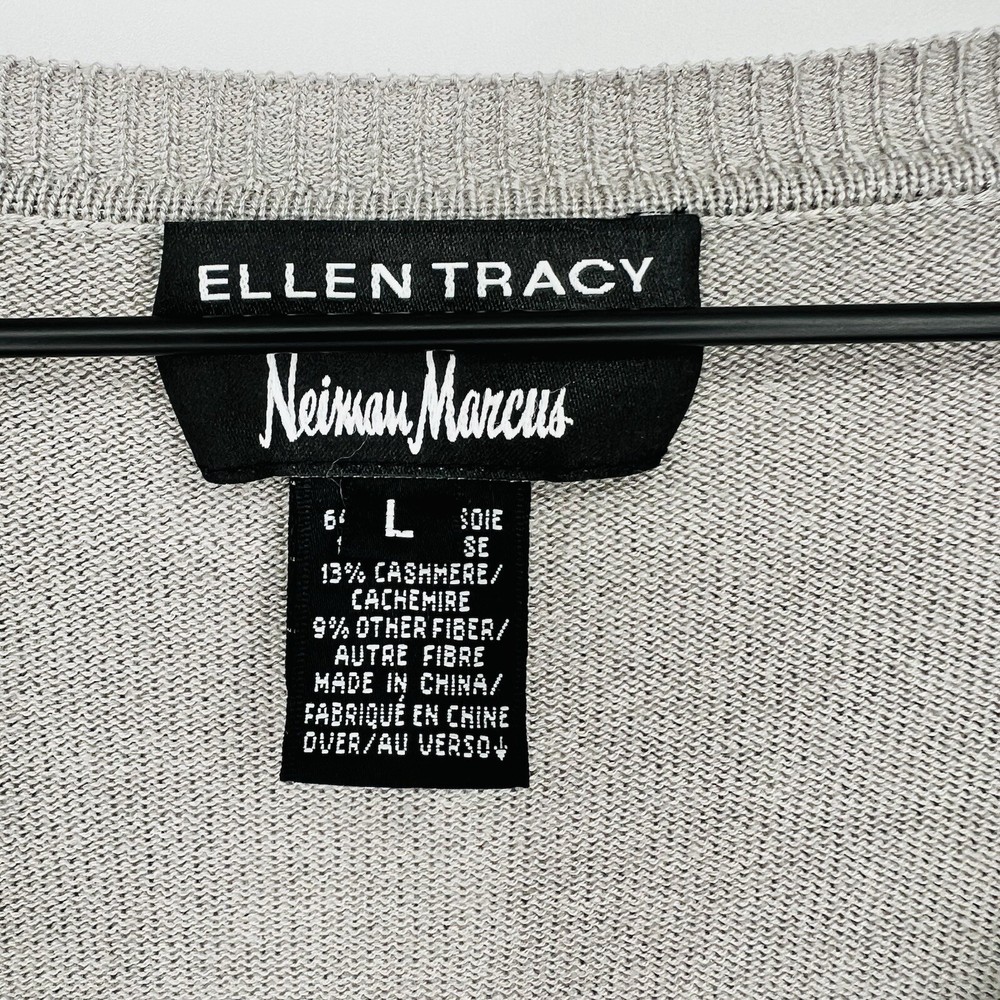 ELLEN TRACY
Neiman Marcus
L
SE
13% CASHMERE/
CACHEMIRE
9% OTHER FIBER/
AUTRE FIBRE
MADE IN CHINA/
FABRIQUÉ EN CHINE
OVER/AU VERSO↓